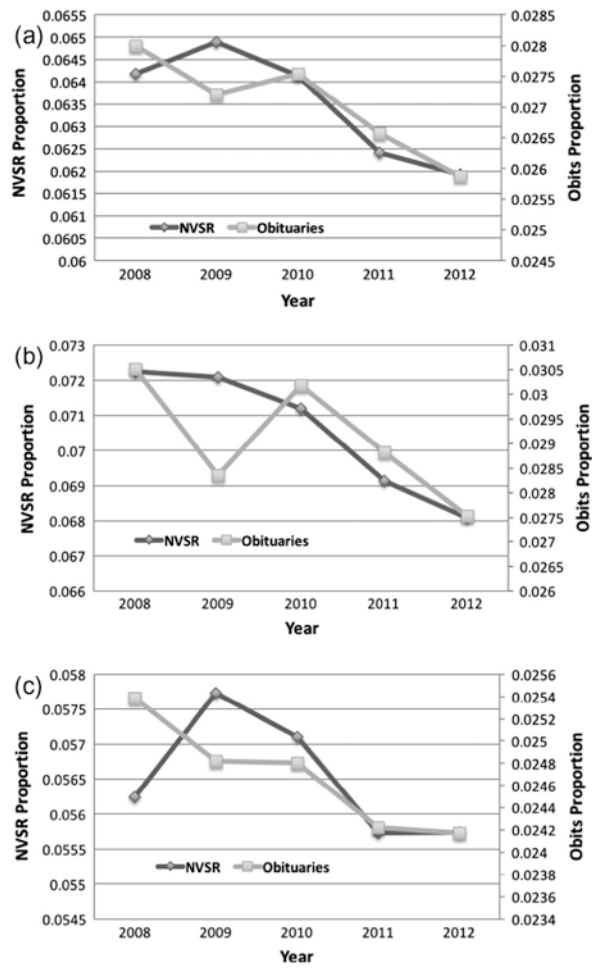 (a)
NVSR Proportion
0.0655
0.065
0.0645
0.064
0.0635
0.063
0.0625
0.062
0.0615
0.061
0.0605
0.06
NVSR
Obituaries
2008 2009 2010 2011 2012
Year
0.0285
0.028
0.0275
0.027
0.0265
0.026
0.0255
0.025
0.0245
Obits Proportion
(b)
NVSR Proportion
0.073
0.072
0.071
0.07
0.069
0.068
0.067
0.066
NVSR
Obituaries
2008 2009 2010 2011 2012
Year
0.031
0.0305
0.03
0.0295
0.029
0.0285
0.028
0.0275
0.027
0.0265
0.026
Obits Proportion
(c)
NVSR Proportion
0.058
0.0575
0.057
0.0565
0.056
0.0555
0.055
0.0545
NVSR
Obituaries
2008 2009 2010 2011 2012
Year
0.0256
0.0254
0.0252
0.025
0.0248
0.0246
0.0244
0.0242
0.024
0.0238
0.0236
0.0234
Obits Proportion